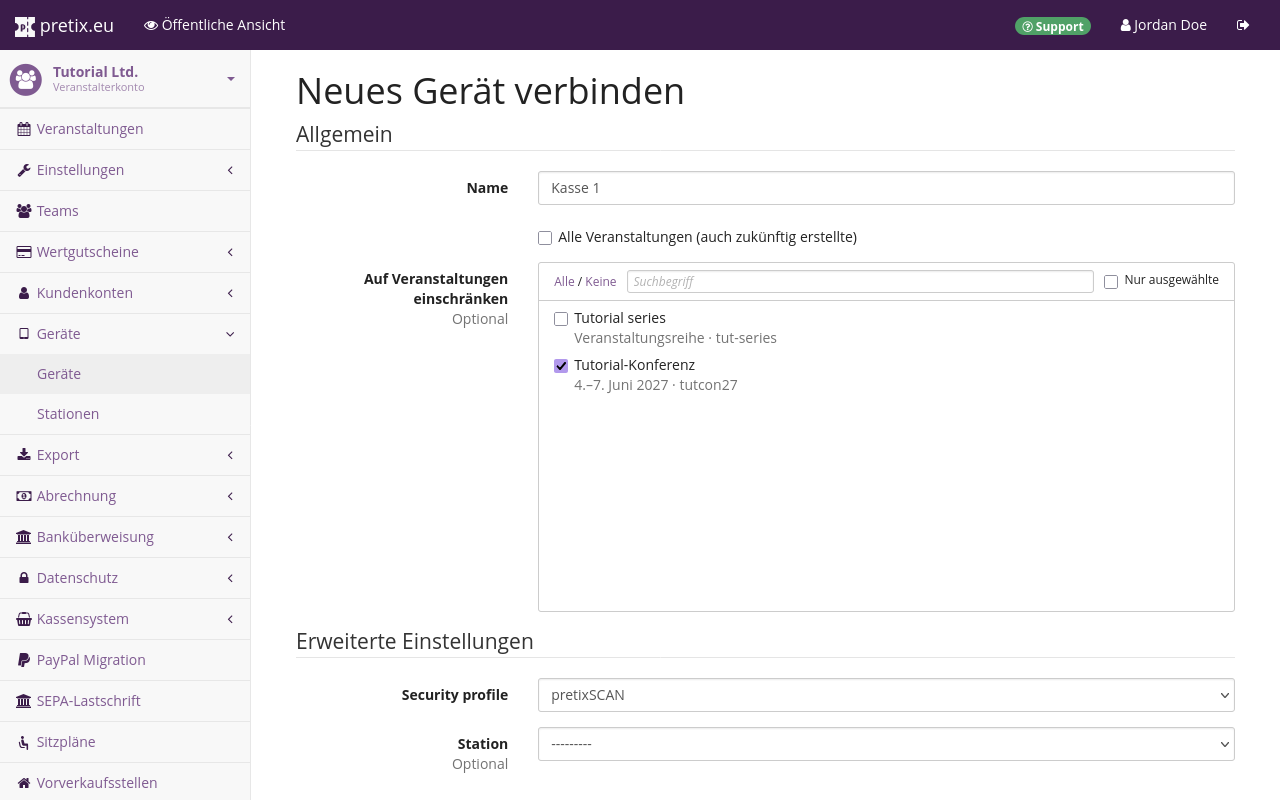 pretix.eu
Öffentliche Ansicht
Support
Jordan Doe
Tutorial Ltd.
Veranstalterkonto
Veranstaltungen
Einstellungen
Teams
Wertgutscheine
Kundenkonten
Geräte
Geräte
Stationen
Export
Abrechnung
Banküberweisung
Datenschutz
Kassensystem
PayPal Migration
SEPA-Lastschrift
Sitzpläne
Vorverkaufsstellen
Neues Gerät verbinden
Allgemein
Name
Kasse 1
Alle Veranstaltungen (auch zukünftig erstellte)
Auf Veranstaltungen
einschränken
Optional
Alle / Keine
Suchbegriff
Nur ausgewählte
Tutorial series
Veranstaltungsreihe · tut-series
Tutorial-Konferenz
4.–7. Juni 2027 · tutcon27
Erweiterte Einstellungen
Security profile
pretixSCAN
Station
Optional
---------